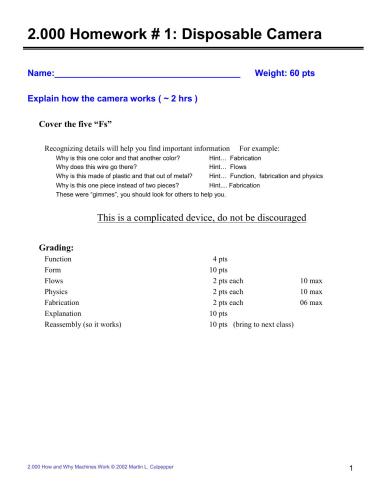 2.000 Homework # 1: Disposable Camera
Name:______________________________________ Weight: 60 pts
Explain how the camera works ( ~ 2 hrs )
Cover the five “Fs”
Recognizing details will help you find important information For example:
Why is this one color and that another color? Hint… Fabrication
Why does this wire go there? Hint… Flows
Why is this made of plastic and that out of metal? Hint… Function, fabrication and physics
Why is this one piece instead of two pieces? Hint… Fabrication
These were “gimmes”, you should look for others to help you.
This is a complicated device, do not be discouraged
Grading:
Function 4 pts
Form 10 pts
Flows 2 pts each 10 max
Physics 2 pts each 10 max
Fabrication 2 pts each 06 max
Explanation 10 pts
Reassembly (so it works) 10 pts (bring to next class)
2.000 How and Why Machines Work © 2002 Martin L. Culpepper 1